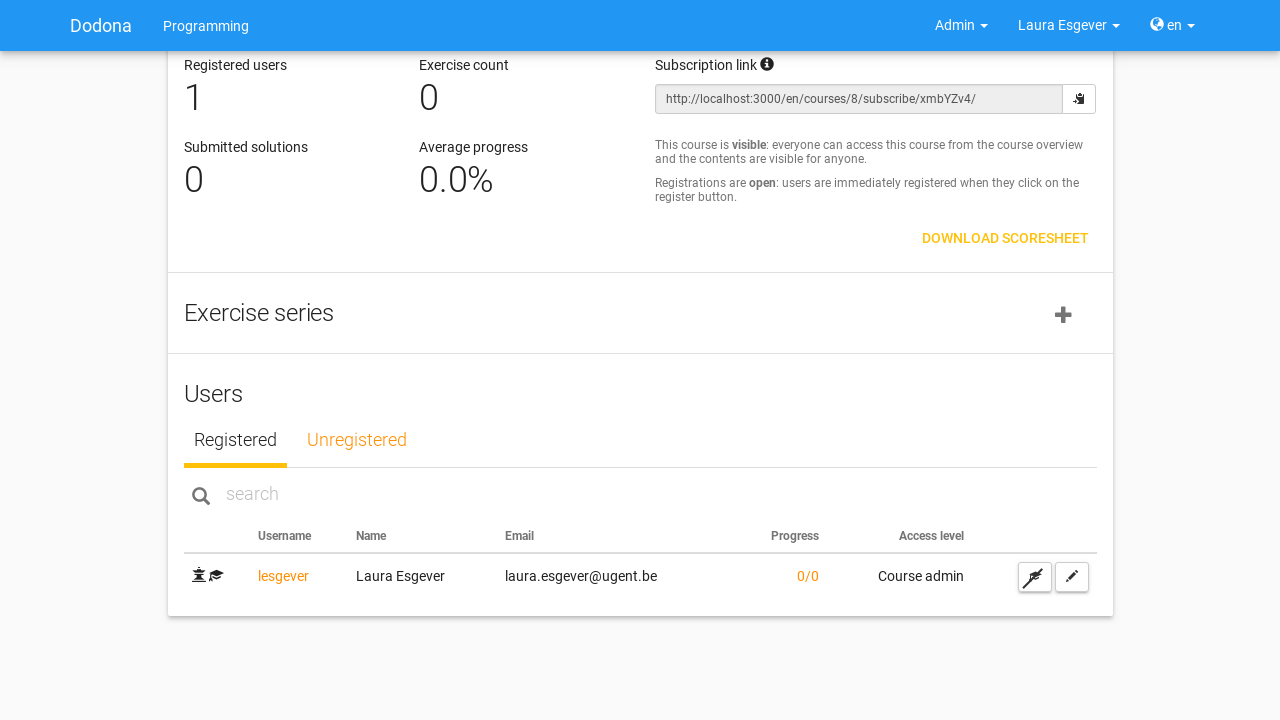 Dodona Programming Admin Laura Esgever en
Registered users
1
Exercise count
0
Submitted solutions
0
Average progress
0.0%
Subscription link
http://localhost:3000/en/courses/8/subscribe/xmbYZv4/
This course is visible: everyone can access this course from the course overview
and the contents are visible for anyone.
Registrations are open: users are immediately registered when they click on the
register button.
DOWNLOAD SCORESHEET
Exercise series
Users
Registered Unregistered
search
Username Name Email Progress Access level
lesgever Laura Esgever laura.esgever@ugent.be 0/0 Course admin